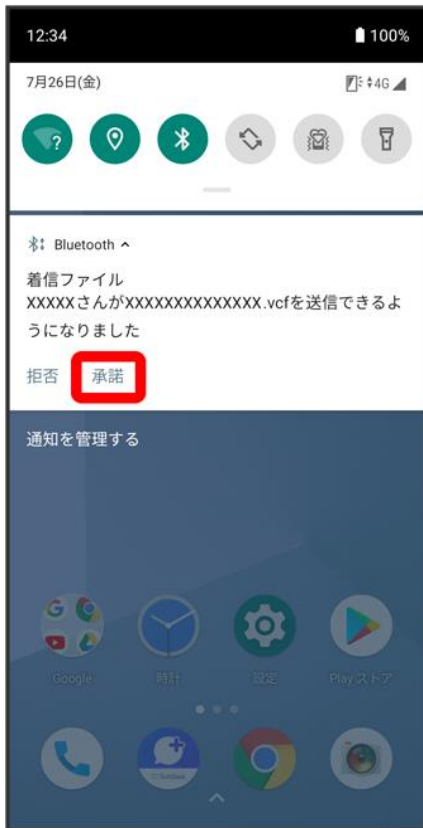 12:34
100%
7月26日(金)
4G
?
Bluetooth
着信ファイル
XXXXXさんがXXXXXXXXXXXXXX.vcfを送信できるよ
うになりました
拒否 承諾
通知を管理する
G
Google 時計 設定 Play ストア
SoftBank